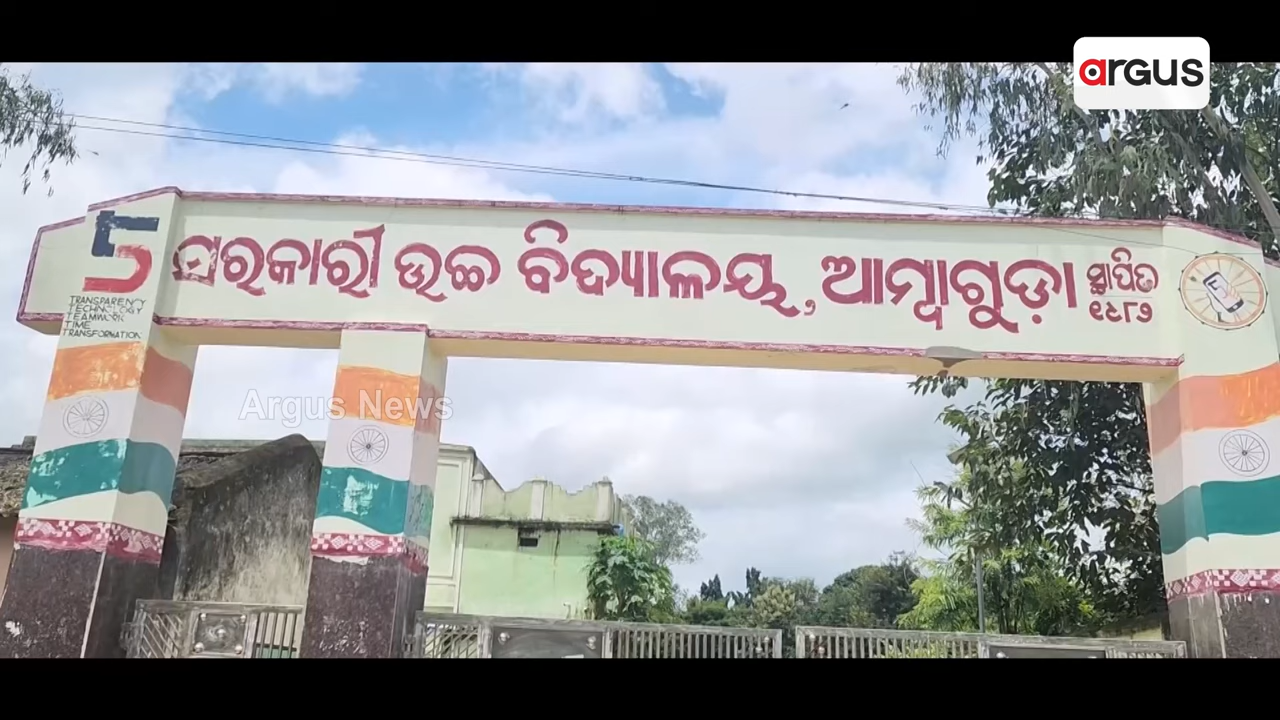 argus
5
ସରକାରୀ ଉଚ୍ଚ ବିଦ୍ୟାଳୟ, ଆମ୍ବାଗୁଡ଼ା
ସ୍ଥାପିତ
୧୯୮୨
TRANSPARENCY
TECHNOLOGY
TEAMWORK
TIME
TRANSFORMATION
Argus News